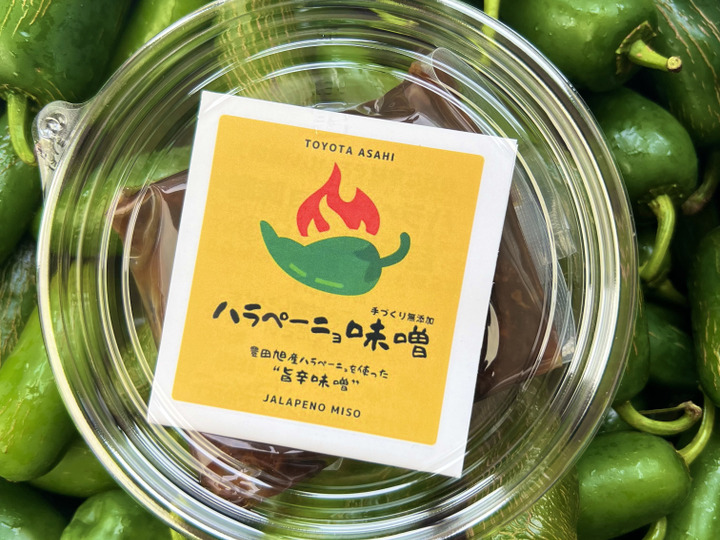 TOYOTA ASAHI
手づくり無添加
ハラペーニョ味噌
豊田旭産ハラペーニョを使った
“旨辛味噌”
JALAPENO MISO